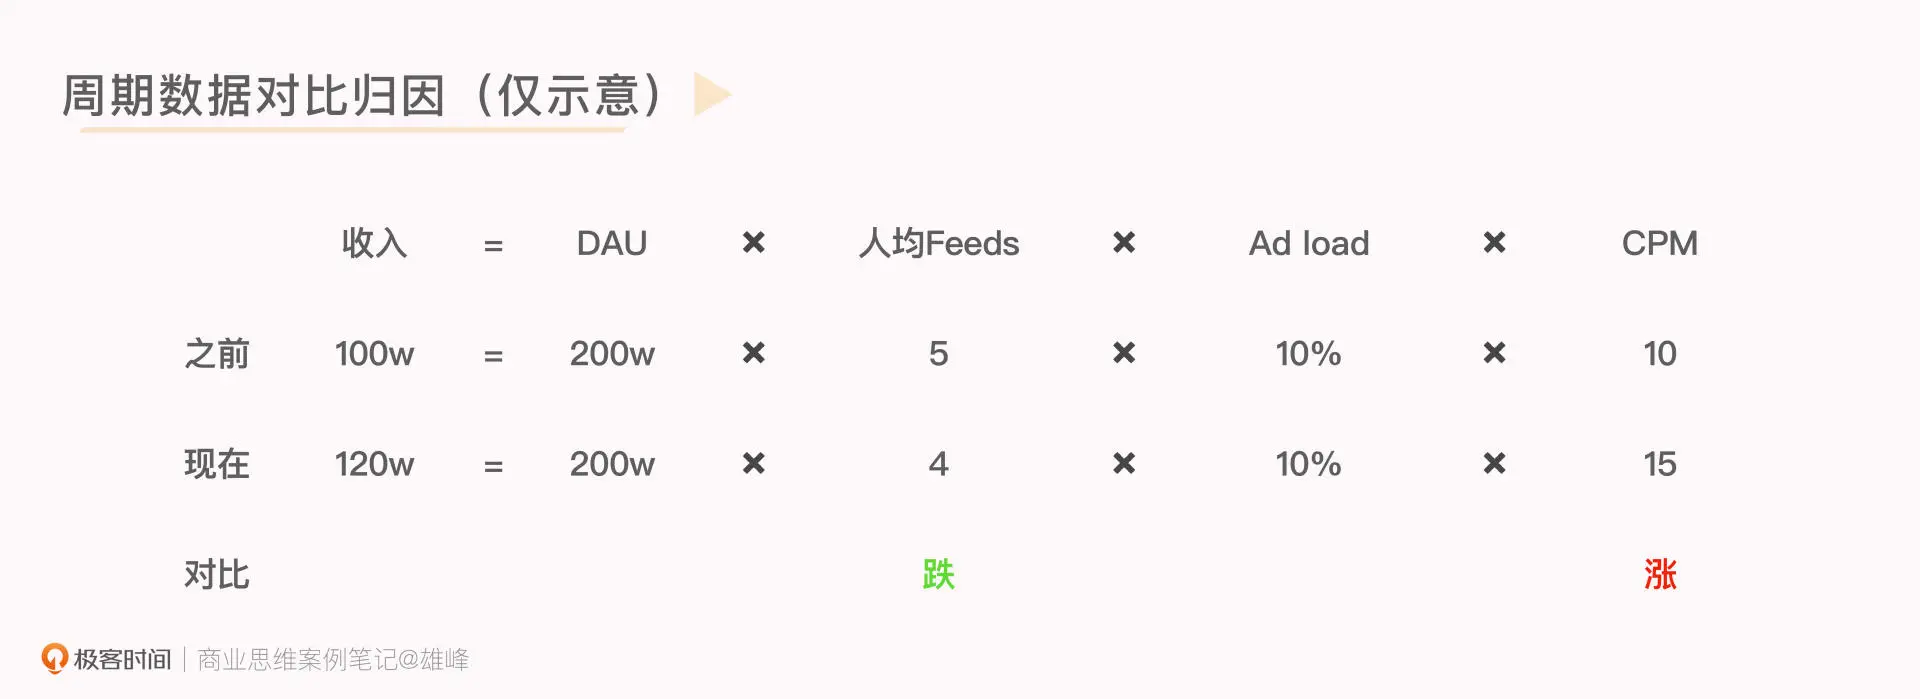 周期数据对比归因（仅示意）
收入 = DAU ✖ 人均Feeds ✖ Ad load ✖ CPM
之前 100w = 200w ✖ 5 ✖ 10% ✖ 10
现在 120w = 200w ✖ 4 ✖ 10% ✖ 15
对比 跌 涨
极客时间 | 商业思维案例笔记@雄峰